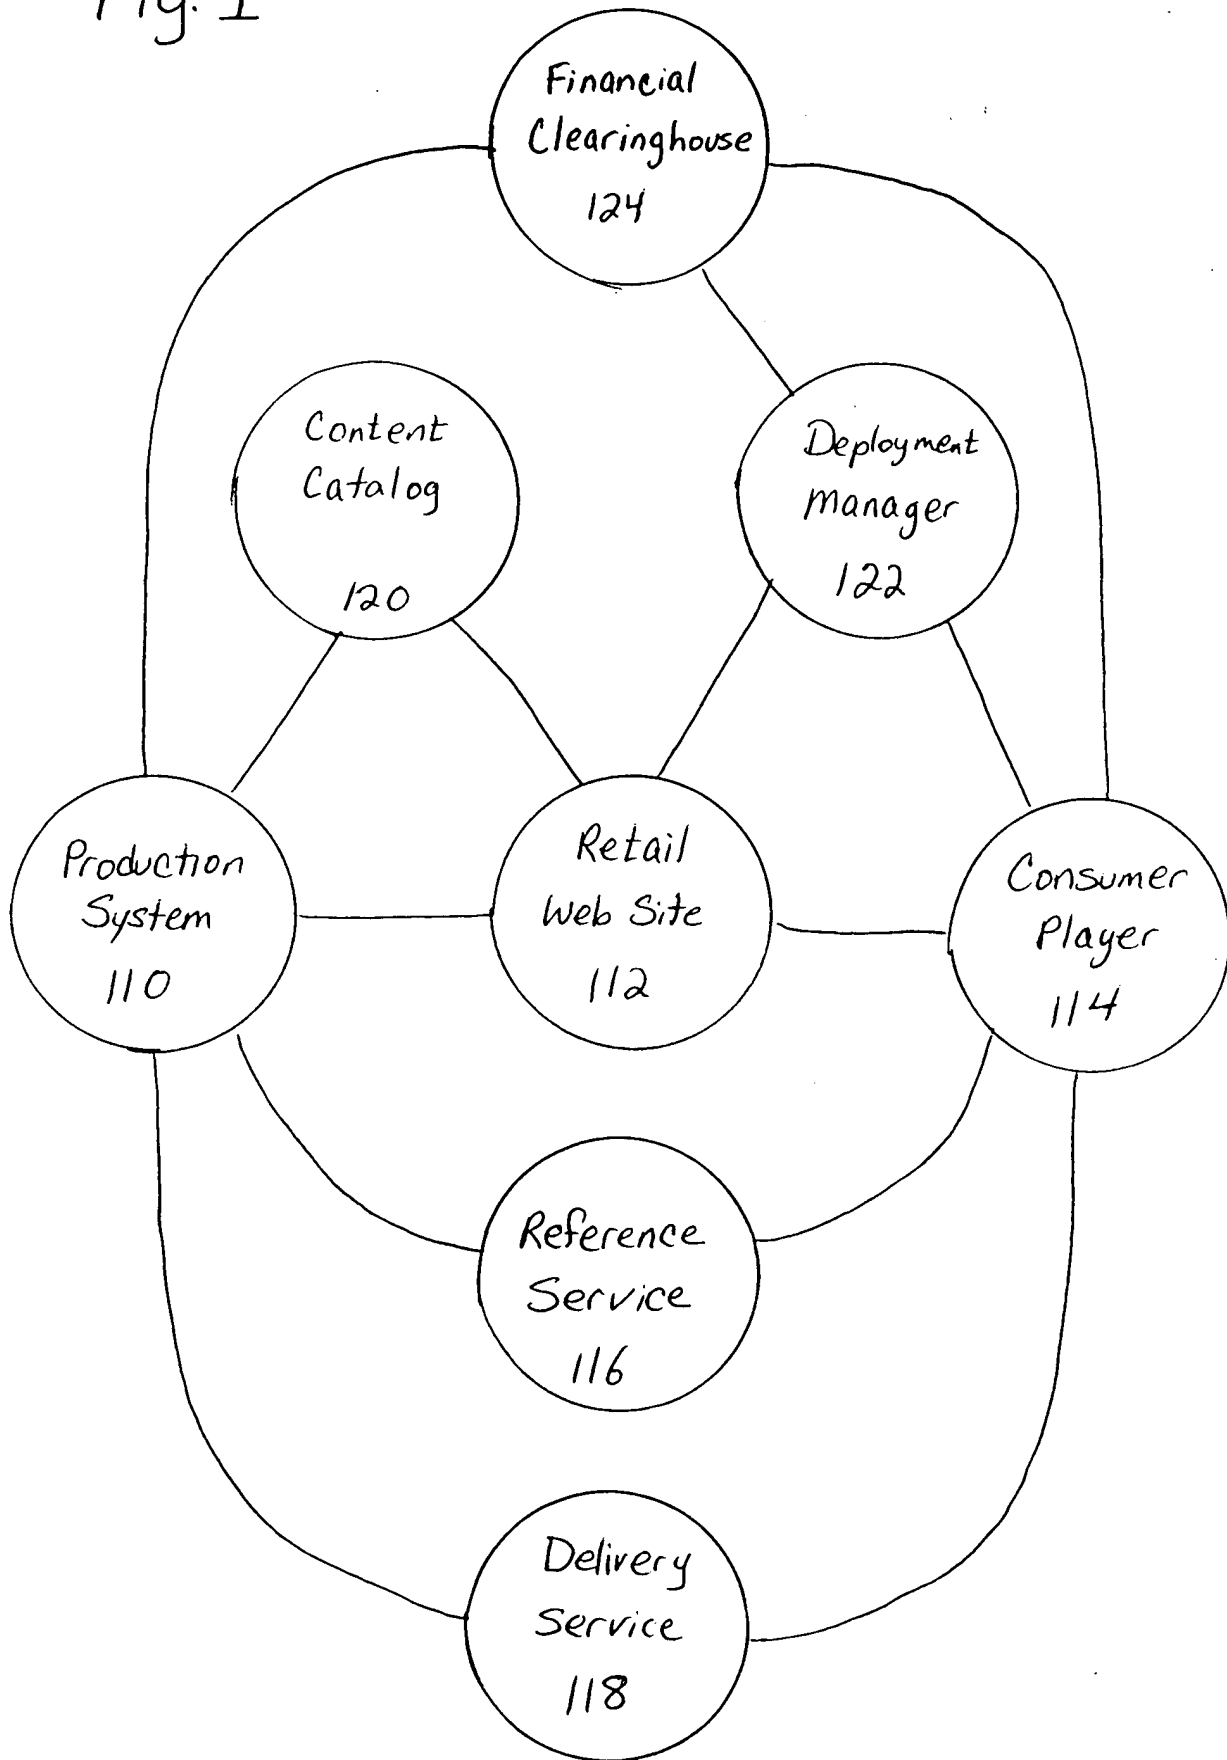 Fig. 1
Financial
Clearinghouse
124
Content
Catalog
120
Deployment
Manager
122
Production
System
110
Retail
Web Site
112
Consumer
Player
114
Reference
Service
116
Delivery
Service
118